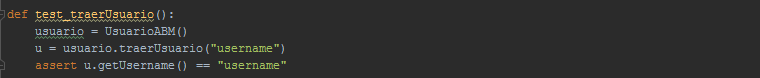 def test_traerUsuario():
    usuario = UsuarioABM()
    u = usuario.traerUsuario("username")
    assert u.getUsername() == "username"